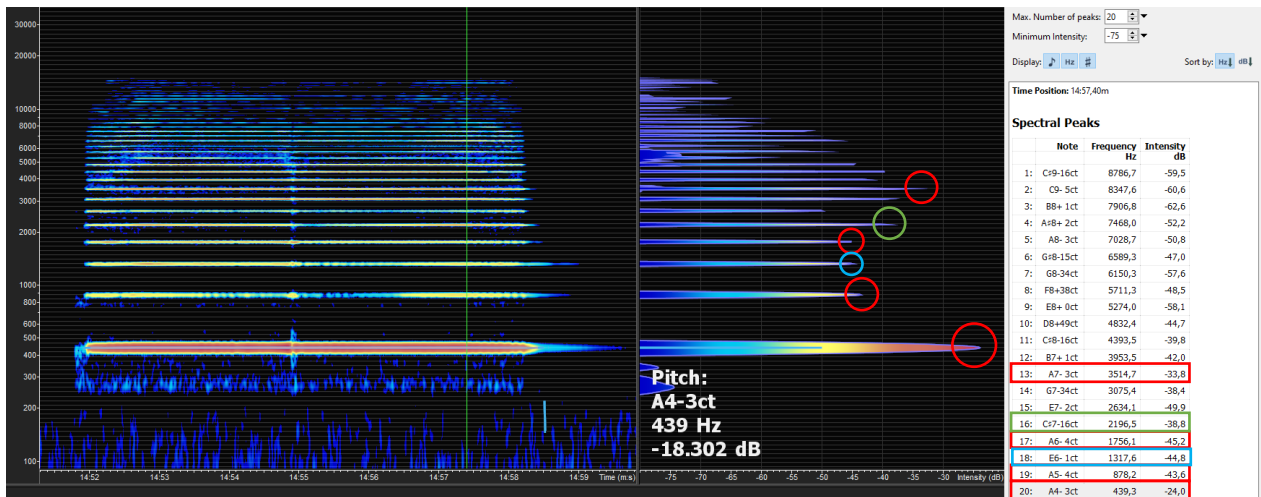 30000
20000
10000
8000
6000
5000
4000
3000
2000
1000
800
600
500
400
300
200
100
14:52 14:53 14:54 14:55 14:56 14:57 14:58 14:59 Time (m:s)
-75 -70 -65 -60 -55 -50 -45 -40 -35 -30 Intensity (dB)
Pitch:
A4-3ct
439 Hz
-18.302 dB
Max. Number of peaks: 20
Minimum Intensity: -75
Display: ♪ Hz # Sort by: Hz dB
Time Position: 14:57,40m
Spectral Peaks
Note Frequency Intensity
Hz dB
1: C♯9-16ct 8786,7 -59,5
2: C9- 5ct 8347,6 -60,6
3: B8+ 1ct 7906,8 -62,6
4: A♯8+ 2ct 7468,0 -52,2
5: A8- 3ct 7028,7 -50,8
6: G♯8-15ct 6589,3 -47,0
7: G8-34ct 6150,3 -57,6
8: F8+38ct 5711,3 -48,5
9: E8+ 0ct 5274,0 -58,1
10: D8+49ct 4832,4 -44,7
11: C♯8-16ct 4393,5 -39,8
12: B7+ 1ct 3953,5 -42,0
13: A7- 3ct 3514,7 -33,8
14: G7-34ct 3075,4 -38,4
15: E7- 2ct 2634,1 -49,9
16: C♯7-16ct 2196,5 -38,8
17: A6- 4ct 1756,1 -45,2
18: E6- 1ct 1317,6 -44,8
19: A5- 4ct 878,2 -43,6
20: A4- 3ct 439,3 -24,0